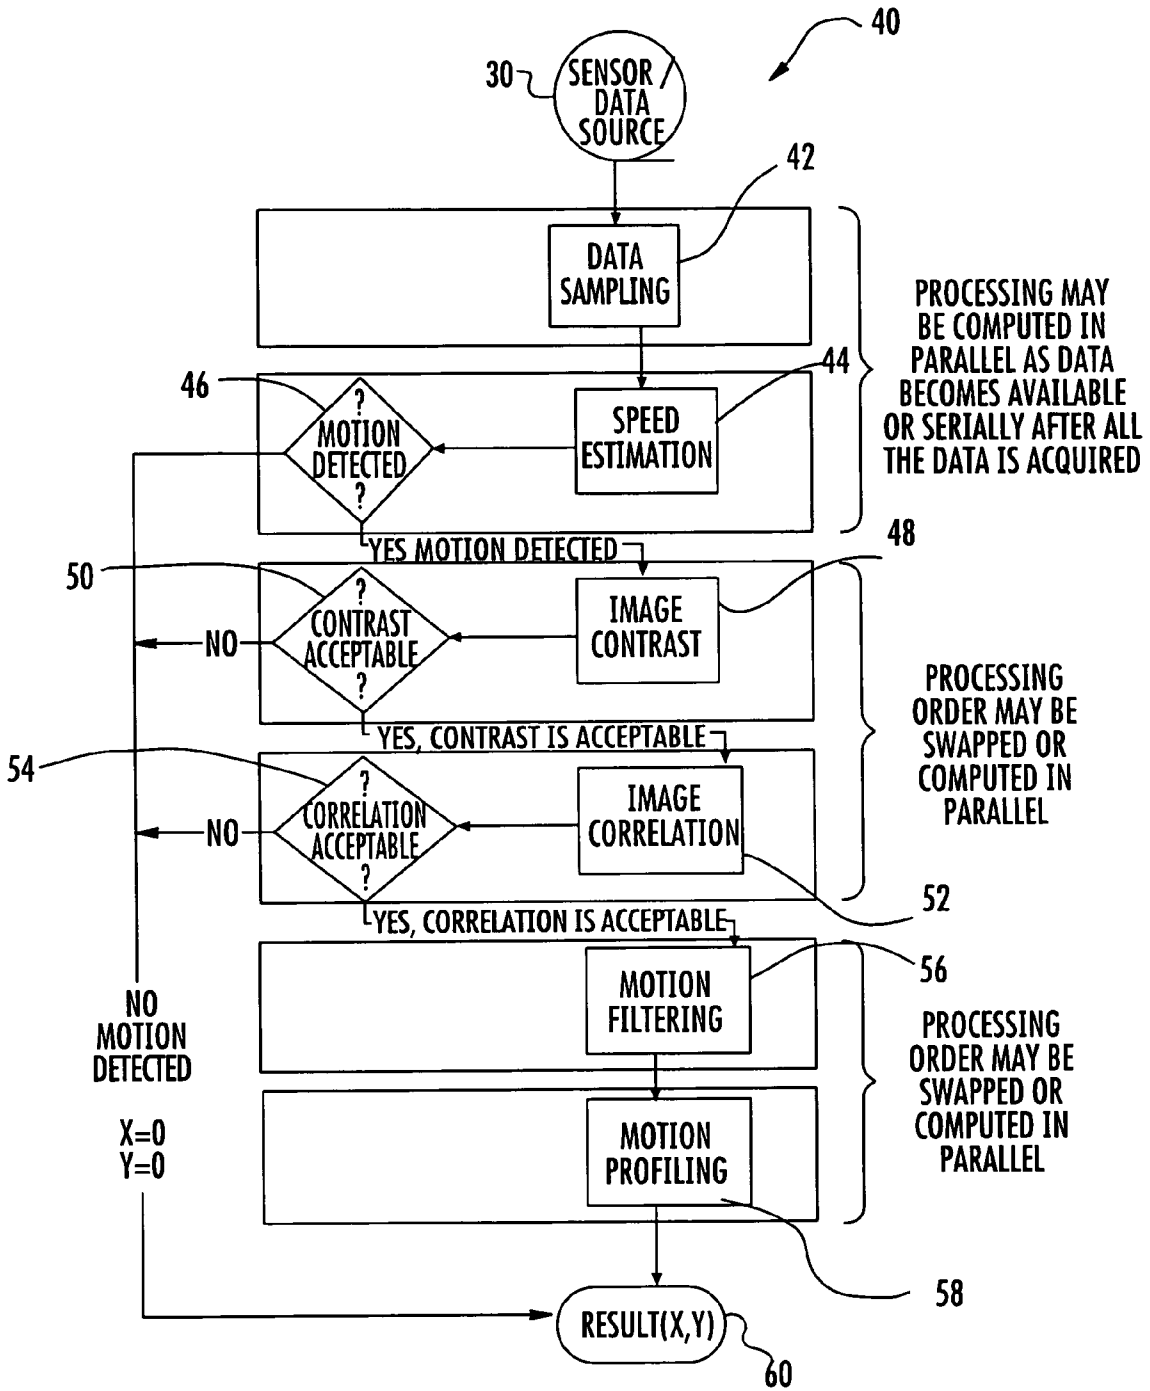 40
30
SENSOR
DATA
SOURCE
42
DATA
SAMPLING
PROCESSING MAY
BE COMPUTED IN
PARALLEL AS DATA
BECOMES AVAILABLE
OR SERIALLY AFTER ALL
THE DATA IS ACQUIRED
44
46
?
MOTION
DETECTED
?
SPEED
ESTIMATION
YES MOTION DETECTED
48
50
?
CONTRAST
ACCEPTABLE
?
IMAGE
CONTRAST
NO
PROCESSING
ORDER MAY BE
SWAPPED OR
COMPUTED IN
PARALLEL
YES, CONTRAST IS ACCEPTABLE
54
?
CORRELATION
ACCEPTABLE
?
IMAGE
CORRELATION
NO
52
YES, CORRELATION IS ACCEPTABLE
56
MOTION
FILTERING
NO
MOTION
DETECTED
PROCESSING
ORDER MAY BE
SWAPPED OR
COMPUTED IN
PARALLEL
X=0
Y=0
MOTION
PROFILING
58
RESULT(X,Y)
60